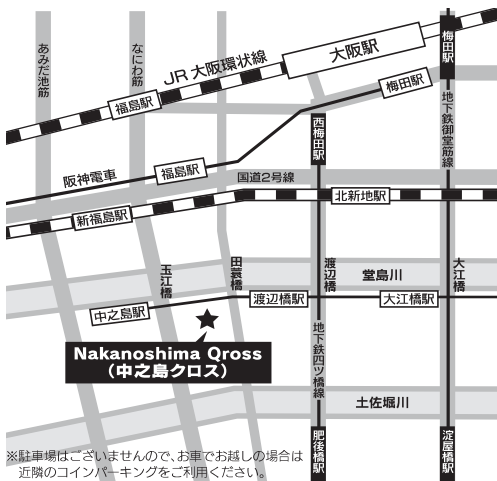 あみだ池筋
なにわ筋
JR大阪環状線
大阪駅
梅田駅
福島駅
梅田駅
地下鉄御堂筋線
西梅田駅
阪神電車
福島駅
国道2号線
北新地駅
新福島駅
玉江橋
田蓑橋
渡辺橋
堂島川
大江橋
中之島駅
渡辺橋駅
大江橋駅
Nakanoshima Qross
(中之島クロス)
地下鉄四ツ橋線
土佐堀川
肥後橋駅
淀屋橋駅
※駐車場はございませんので、お車でお越しの場合は
近隣のコインパーキングをご利用ください。